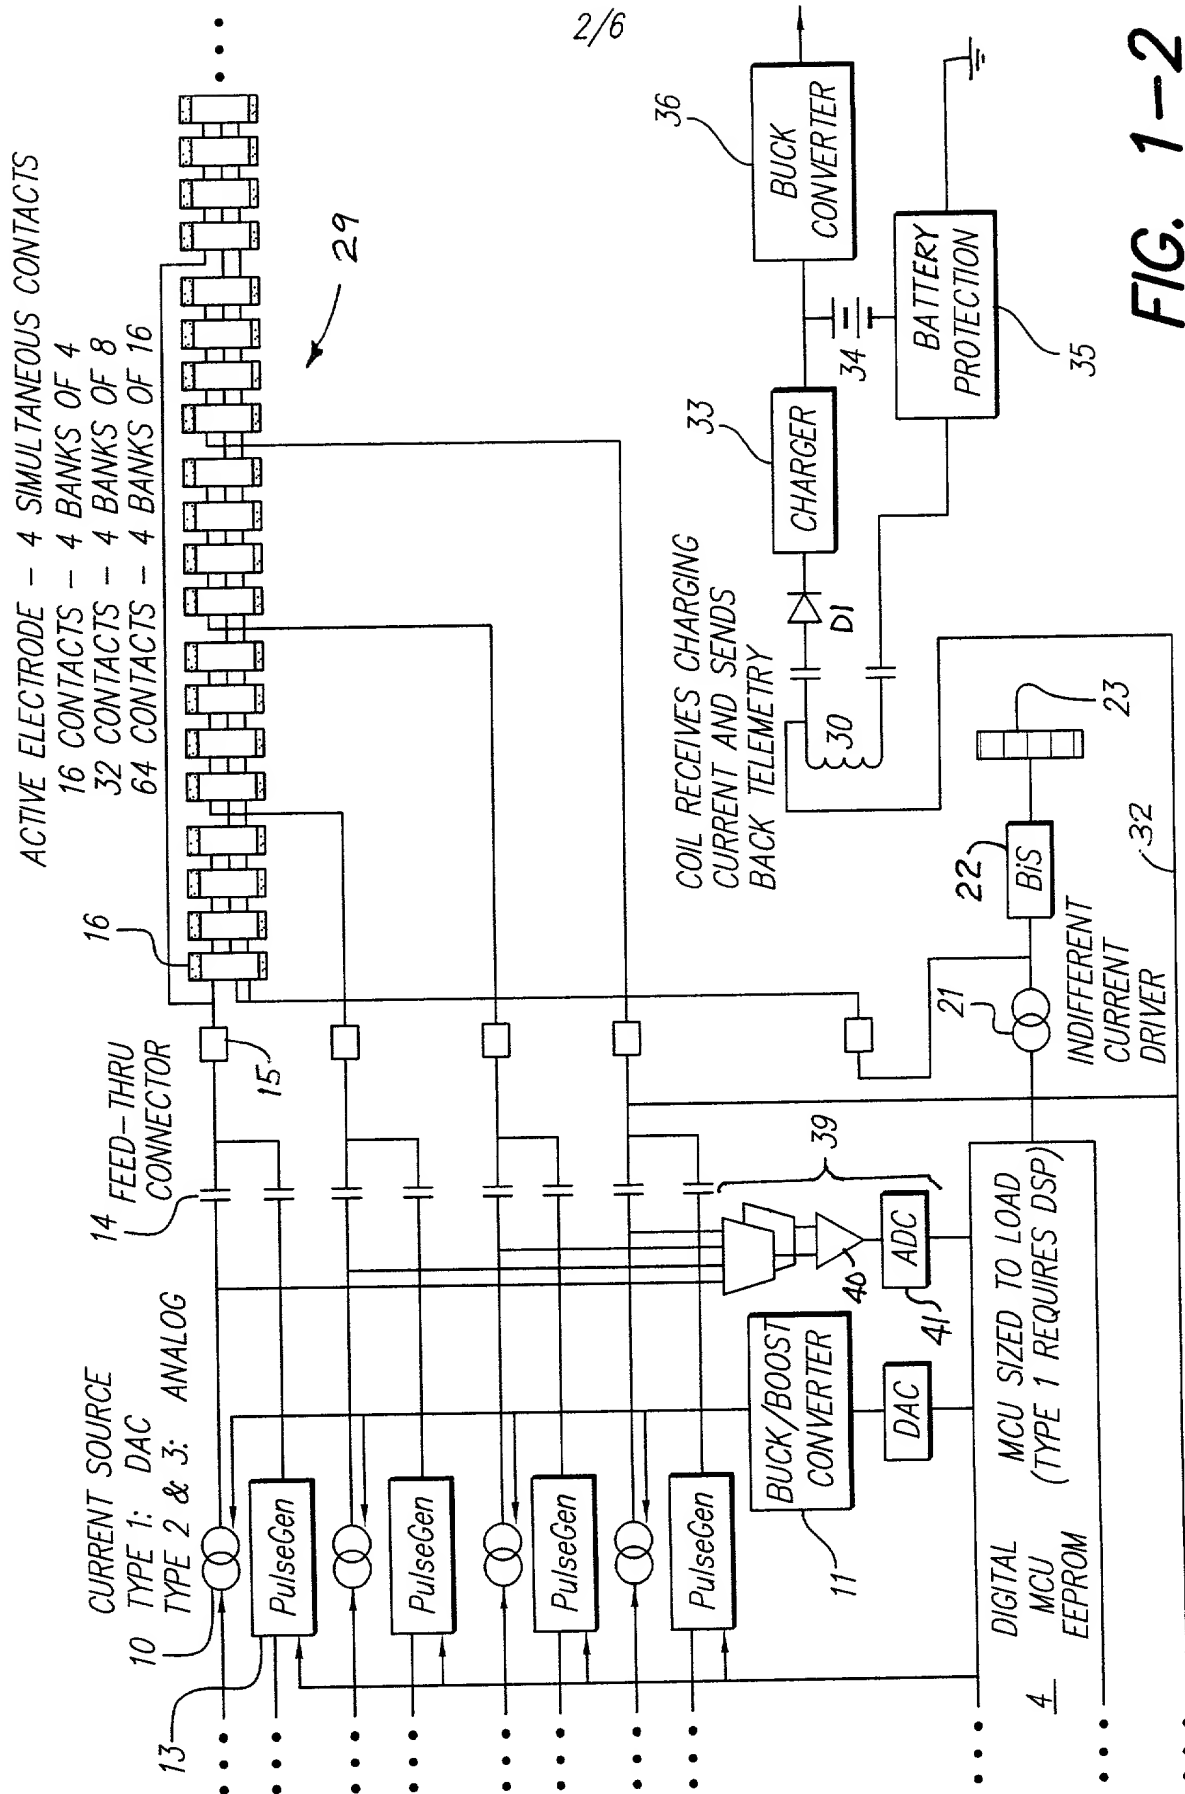 2/6
ACTIVE ELECTRODE - 4 SIMULTANEOUS CONTACTS
16 CONTACTS - 4 BANKS OF 4
32 CONTACTS - 4 BANKS OF 8
64 CONTACTS - 4 BANKS OF 16
29
16
14 FEED-THRU
CONNECTOR
15
CURRENT SOURCE
TYPE 1: DAC
TYPE 2 & 3: ANALOG
10
13
PulseGen
PulseGen
PulseGen
PulseGen
39
40
ADC
41
BUCK/BOOST
CONVERTER
11
DAC
DIGITAL
MCU
EEPROM
4
MCU SIZED TO LOAD
(TYPE 1 REQUIRES DSP)
21
INDIFFERENT
CURRENT
DRIVER
22
BiS
23
32
COIL RECEIVES CHARGING
CURRENT AND SENDS
BACK TELEMETRY
30
D1
CHARGER
33
34
BATTERY
PROTECTION
35
BUCK
CONVERTER
36
FIG. 1-2